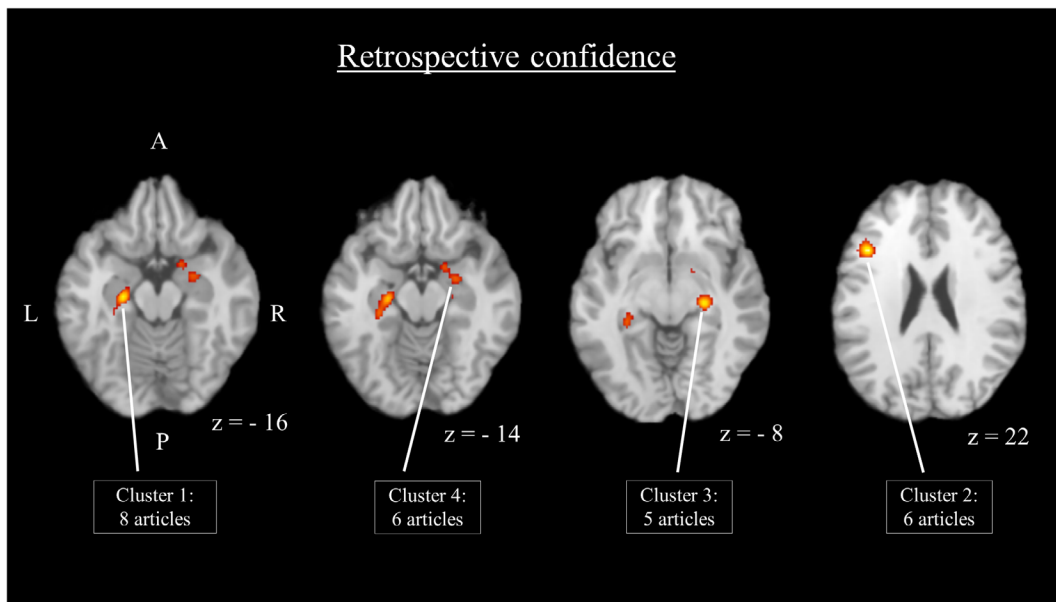 Retrospective confidence
A
L
R
P
z = - 16
z = - 14
z = - 8
z = 22
Cluster 1:
8 articles
Cluster 4:
6 articles
Cluster 3:
5 articles
Cluster 2:
6 articles